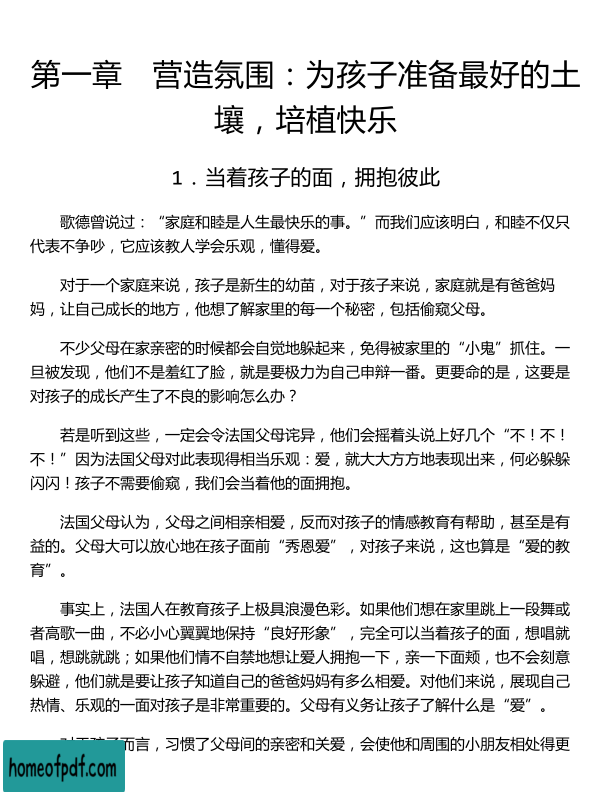 第一章　营造氛围：为孩子准备最好的土
壤，培植快乐
1．当着孩子的面，拥抱彼此
歌德曾说过：“家庭和睦是人生最快乐的事。”而我们应该明白，和睦不仅只
代表不争吵，它应该教人学会乐观，懂得爱。
对于一个家庭来说，孩子是新生的幼苗，对于孩子来说，家庭就是有爸爸妈
妈，让自己成长的地方，他想了解家里的每一个秘密，包括偷窥父母。
不少父母在家亲密的时候都会自觉地躲起来，免得被家里的“小鬼”抓住。一
旦被发现，他们不是羞红了脸，就是要极力为自己申辩一番。更要命的是，这要是
对孩子的成长产生了不良的影响怎么办？
若是听到这些，一定会令法国父母诧异，他们会摇着头说上好几个“不！不！
不！”因为法国父母对此表现得相当乐观：爱，就大大方方地表现出来，何必躲躲
闪闪！孩子不需要偷窥，我们会当着他的面拥抱。
法国父母认为，父母之间相亲相爱，反而对孩子的情感教育有帮助，甚至是有
益的。父母大可以放心地在孩子面前“秀恩爱”，对孩子来说，这也算是“爱的教
育”。
事实上，法国人在教育孩子上极具浪漫色彩。如果他们想在家里跳上一段舞或
者高歌一曲，不必小心翼翼地保持“良好形象”，完全可以当着孩子的面，想唱就
唱，想跳就跳；如果他们情不自禁地想让爱人拥抱一下，亲一下面颊，也不会刻意
躲避，他们就是要让孩子知道自己的爸爸妈妈有多么相爱。对他们来说，展现自己
热情、乐观的一面对孩子是非常重要的。父母有义务让孩子了解什么是“爱”。
而言，习惯了父母间的亲密和关爱，会使他和周围的小朋友相处得更
homeofpdf.com